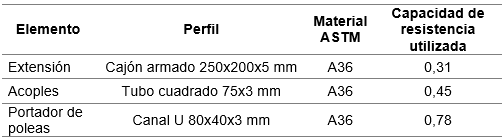 Elemento Perfil Material ASTM Capacidad de resistencia utilizada
Extensión Cajón armado 250x200x5 mm A36 0,31
Acoples Tubo cuadrado 75x3 mm A36 0,45
Portador de poleas Canal U 80x40x3 mm A36 0,78